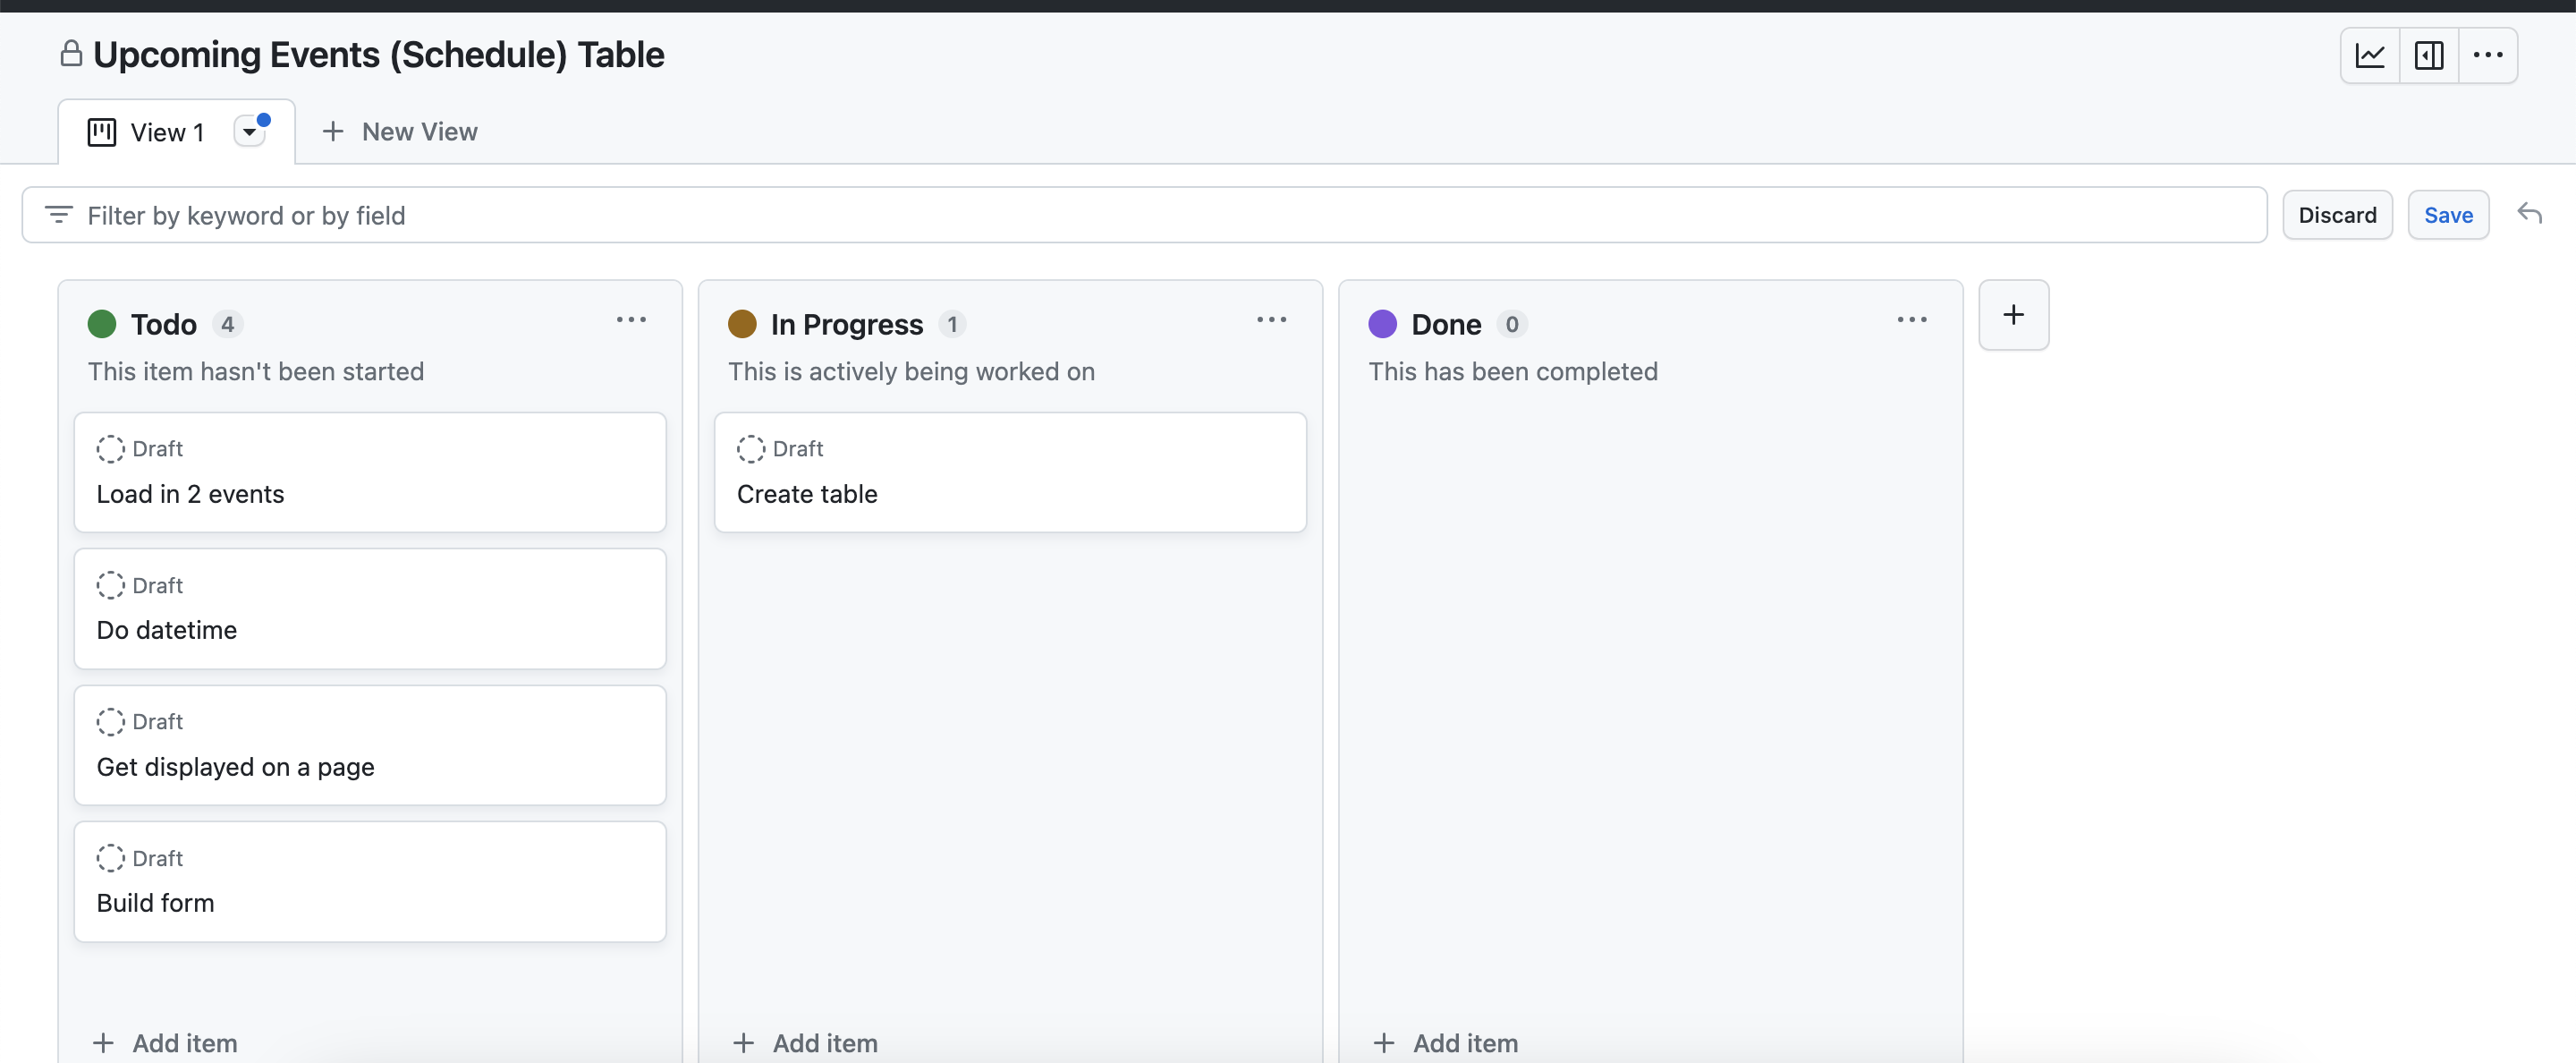 Upcoming Events (Schedule) Table
View 1
New View
Filter by keyword or by field
Discard
Save
Todo 4
This item hasn't been started
Draft
Load in 2 events
Draft
Do datetime
Draft
Get displayed on a page
Draft
Build form
Add item
In Progress 1
This is actively being worked on
Draft
Create table
Add item
Done 0
This has been completed
Add item